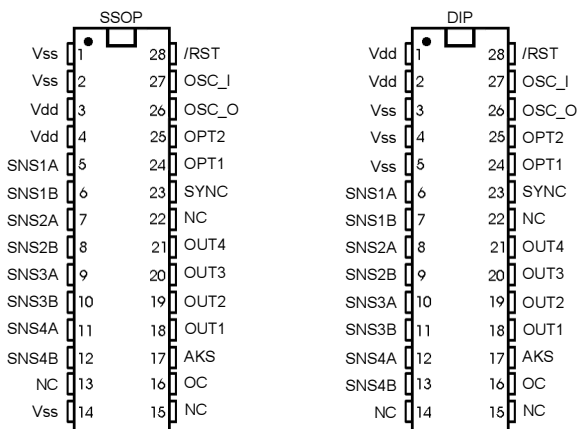 SSOP
Vss 1 28 /RST
Vss 2 27 OSC_I
Vdd 3 26 OSC_O
Vdd 4 25 OPT2
SNS1A 5 24 OPT1
SNS1B 6 23 SYNC
SNS2A 7 22 NC
SNS2B 8 21 OUT4
SNS3A 9 20 OUT3
SNS3B 10 19 OUT2
SNS4A 11 18 OUT1
SNS4B 12 17 AKS
NC 13 16 OC
Vss 14 15 NC
DIP
Vdd 1 28 /RST
Vdd 2 27 OSC_I
Vss 3 26 OSC_O
Vss 4 25 OPT2
Vss 5 24 OPT1
SNS1A 6 23 SYNC
SNS1B 7 22 NC
SNS2A 8 21 OUT4
SNS2B 9 20 OUT3
SNS3A 10 19 OUT2
SNS3B 11 18 OUT1
SNS4A 12 17 AKS
SNS4B 13 16 OC
NC 14 15 NC